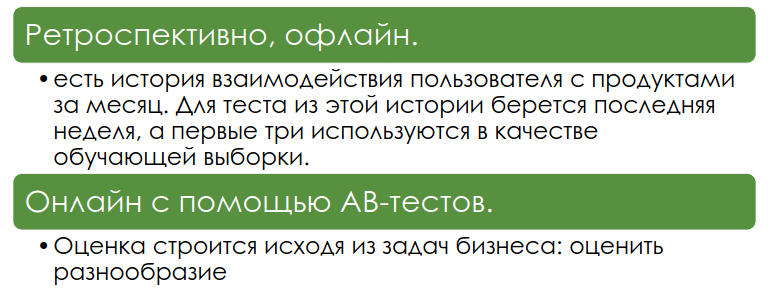 Ретроспективно, офлайн.
• есть история взаимодействия пользователя с продуктами
за месяц. Для теста из этой истории берется последняя
неделя, а первые три используются в качестве
обучающей выборки.
Онлайн с помощью АВ-тестов.
• Оценка строится исходя из задач бизнеса: оценить
разнообразие